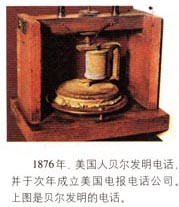 1876年，美国人贝尔发明电话，
并于次年成立美国电报电话公司。
上图是贝尔发明的电话。